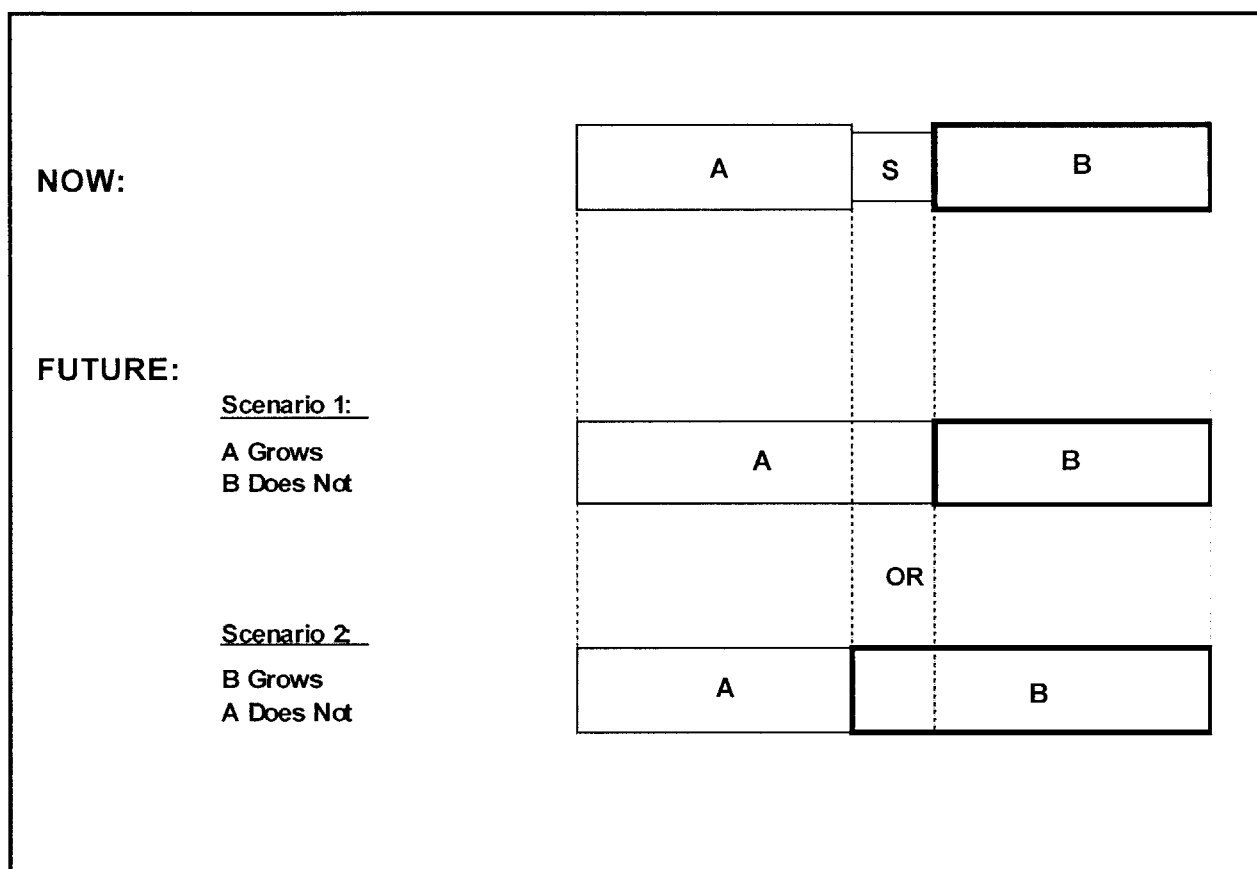 A
S
B
NOW:
FUTURE:
Scenario 1:
A Grows
B Does Not
A
B
OR
Scenario 2:
B Grows
A Does Not
A
B